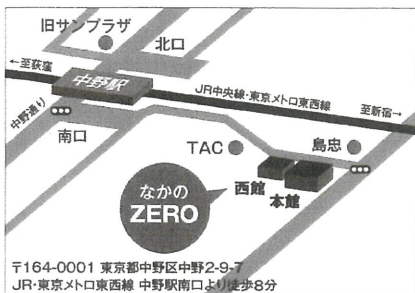 旧サンプラザ
北口
←至荻窪
中野駅
JR中央線・東京メトロ東西線
至新宿→
中野通り
南口
TAC
島忠
なかの
ZERO
西館
本館
〒164-0001 東京都中野区中野2-9-7
JR・東京メトロ東西線 中野駅南口より徒歩8分